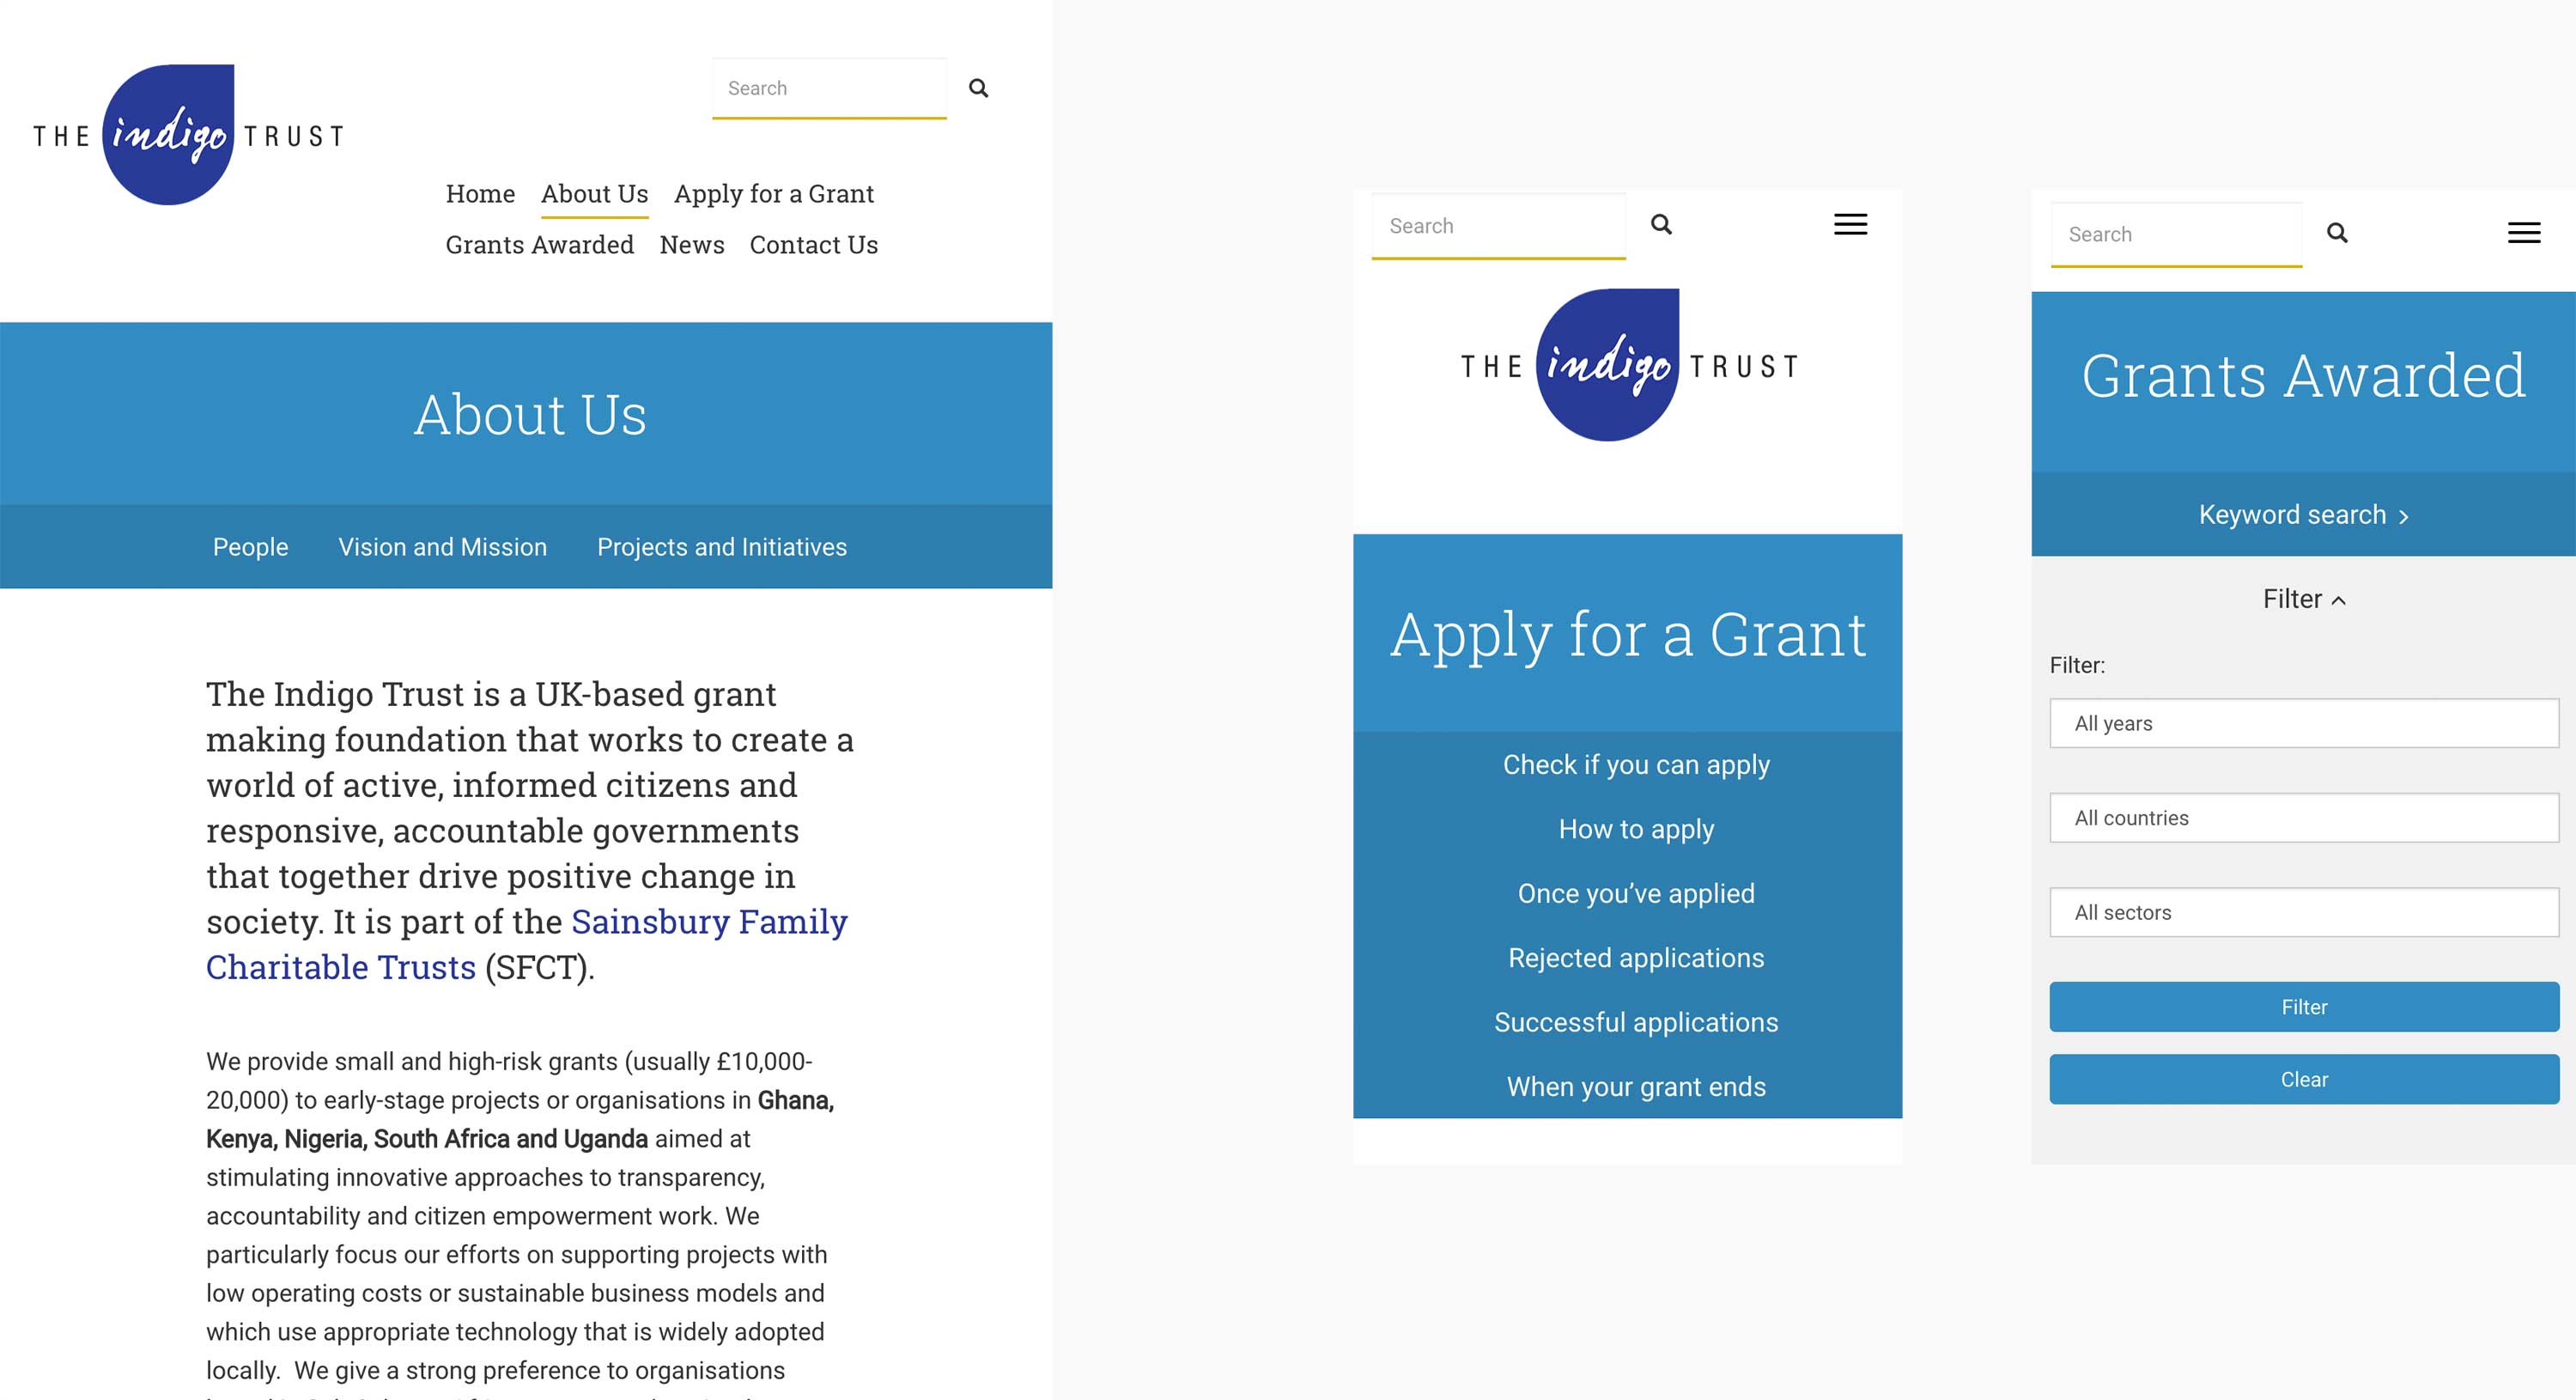 THE indigo TRUST
Search
Home About Us Apply for a Grant
Grants Awarded News Contact Us
About Us
People Vision and Mission Projects and Initiatives
The Indigo Trust is a UK-based grant
making foundation that works to create a
world of active, informed citizens and
responsive, accountable governments
that together drive positive change in
society. It is part of the Sainsbury Family
Charitable Trusts (SFCT).
We provide small and high-risk grants (usually £10,000-
20,000) to early-stage projects or organisations in Ghana,
Kenya, Nigeria, South Africa and Uganda aimed at
stimulating innovative approaches to transparency,
accountability and citizen empowerment work. We
particularly focus our efforts on supporting projects with
low operating costs or sustainable business models and
which use appropriate technology that is widely adopted
locally.  We give a strong preference to organisations
Search
THE indigo TRUST
Apply for a Grant
Check if you can apply
How to apply
Once you’ve applied
Rejected applications
Successful applications
When your grant ends
Search
Grants Awarded
Keyword search >
Filter
Filter:
All years
All countries
All sectors
Filter
Clear